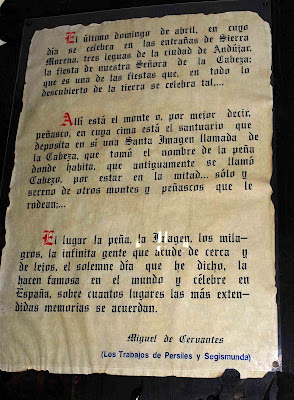 El último domingo de abril, en cuyo
día se celebra en las entrañas de Sierra
Morena, tres leguas de la ciudad de Andújar,
la fiesta de nuestra Señora de la Cabeza;
que es una de las fiestas que, en todo lo
descubierto de la tierra se celebra tal,...
Allí está el monte o, por mejor decir,
peñasco, en cuya cima está el santuario que
deposita en sí una Santa Imagen llamada de
la Cabeza, que tomó el nombre de la peña
donde habita, que antiguamente se llamó
Cabezo, por estar en la mitad... sólo y
sereno de otros montes y peñascos que le
rodean;...
El lugar la peña, la Imagen, los mila-
gros, la infinita gente que acude de cerca y
de lejos, el solemne día que he dicho, la
hacen famosa en el mundo y célebre en
España, sobre cuantos lugares las más exten-
didas memorias se acuerdan.
Miguel de Cervantes
(Los Trabajos de Persiles y Segismunda)